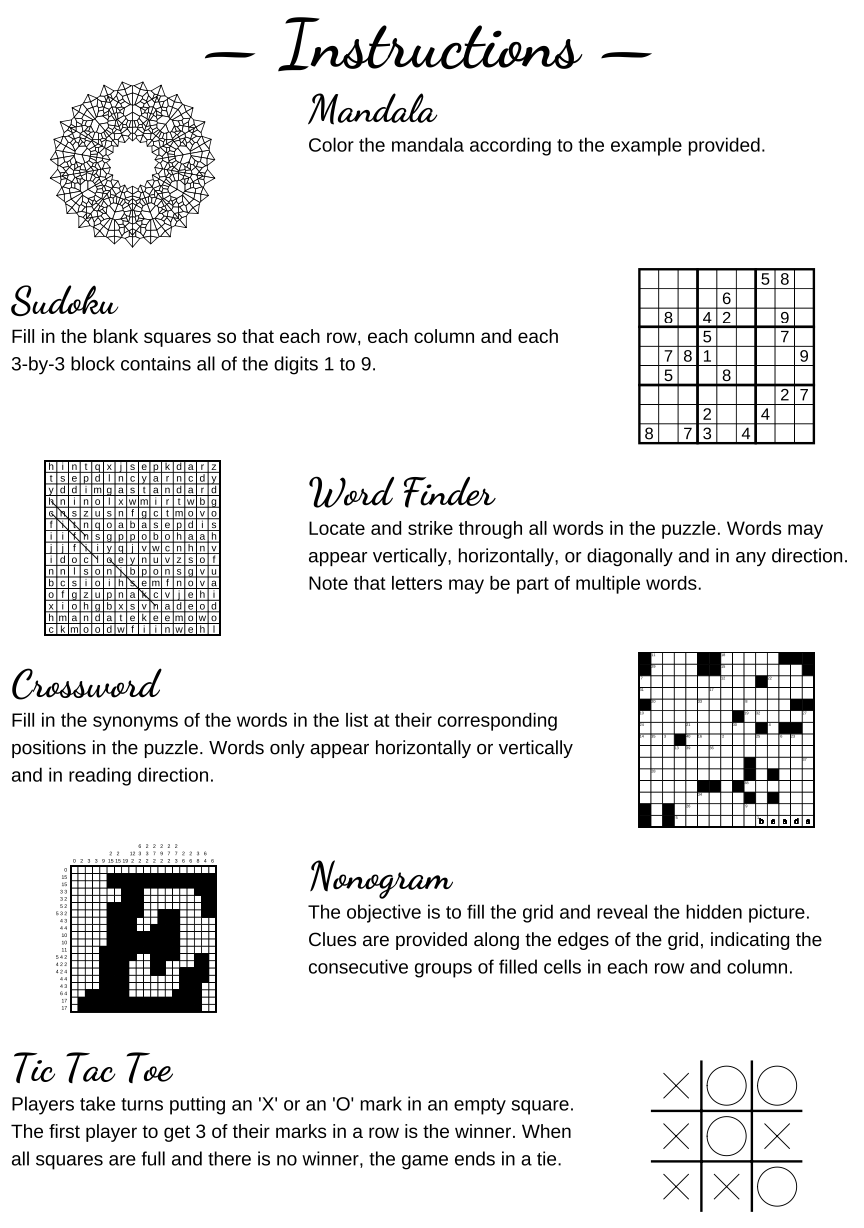 — Instructions —
Mandala
Color the mandala according to the example provided.
5 8
6
8 4 2 9
5 7
7 8 1 9
5 8
2 7
2 4
8 7 3 4
Sudoku
Fill in the blank squares so that each row, each column and each
3-by-3 block contains all of the digits 1 to 9.
h i n t q x j s e p k d a r z
t s e p d l n c y a r n c d y
y d d i m g a s t a n d a r d
h n i n o l x w m i r t w b g
o n s z u s n f g c t m o v o
f i t n q o a b a s e p d i s
i i f n s g p p o b o h a a h
j j f t i y q j v w c n h n v
i d o c l o e y n u v z s o f
n n l s o n j b p o n s g v u
b c s i o i h s e m f n o v a
o f g z u p n a k c v j e h i
x i o h g b x s v n a d e o d
h m a n d a t e k e e m o w o
c k m o o d w f i i n w e h l
Word Finder
Locate and strike through all words in the puzzle. Words may
appear vertically, horizontally, or diagonally and in any direction.
Note that letters may be part of multiple words.
Crossword
Fill in the synonyms of the words in the list at their corresponding
positions in the puzzle. Words only appear horizontally or vertically
and in reading direction.
Nonogram
The objective is to fill the grid and reveal the hidden picture.
Clues are provided along the edges of the grid, indicating the
consecutive groups of filled cells in each row and column.
Tic Tac Toe
Players take turns putting an 'X' or an 'O' mark in an empty square.
The first player to get 3 of their marks in a row is the winner. When
all squares are full and there is no winner, the game ends in a tie.